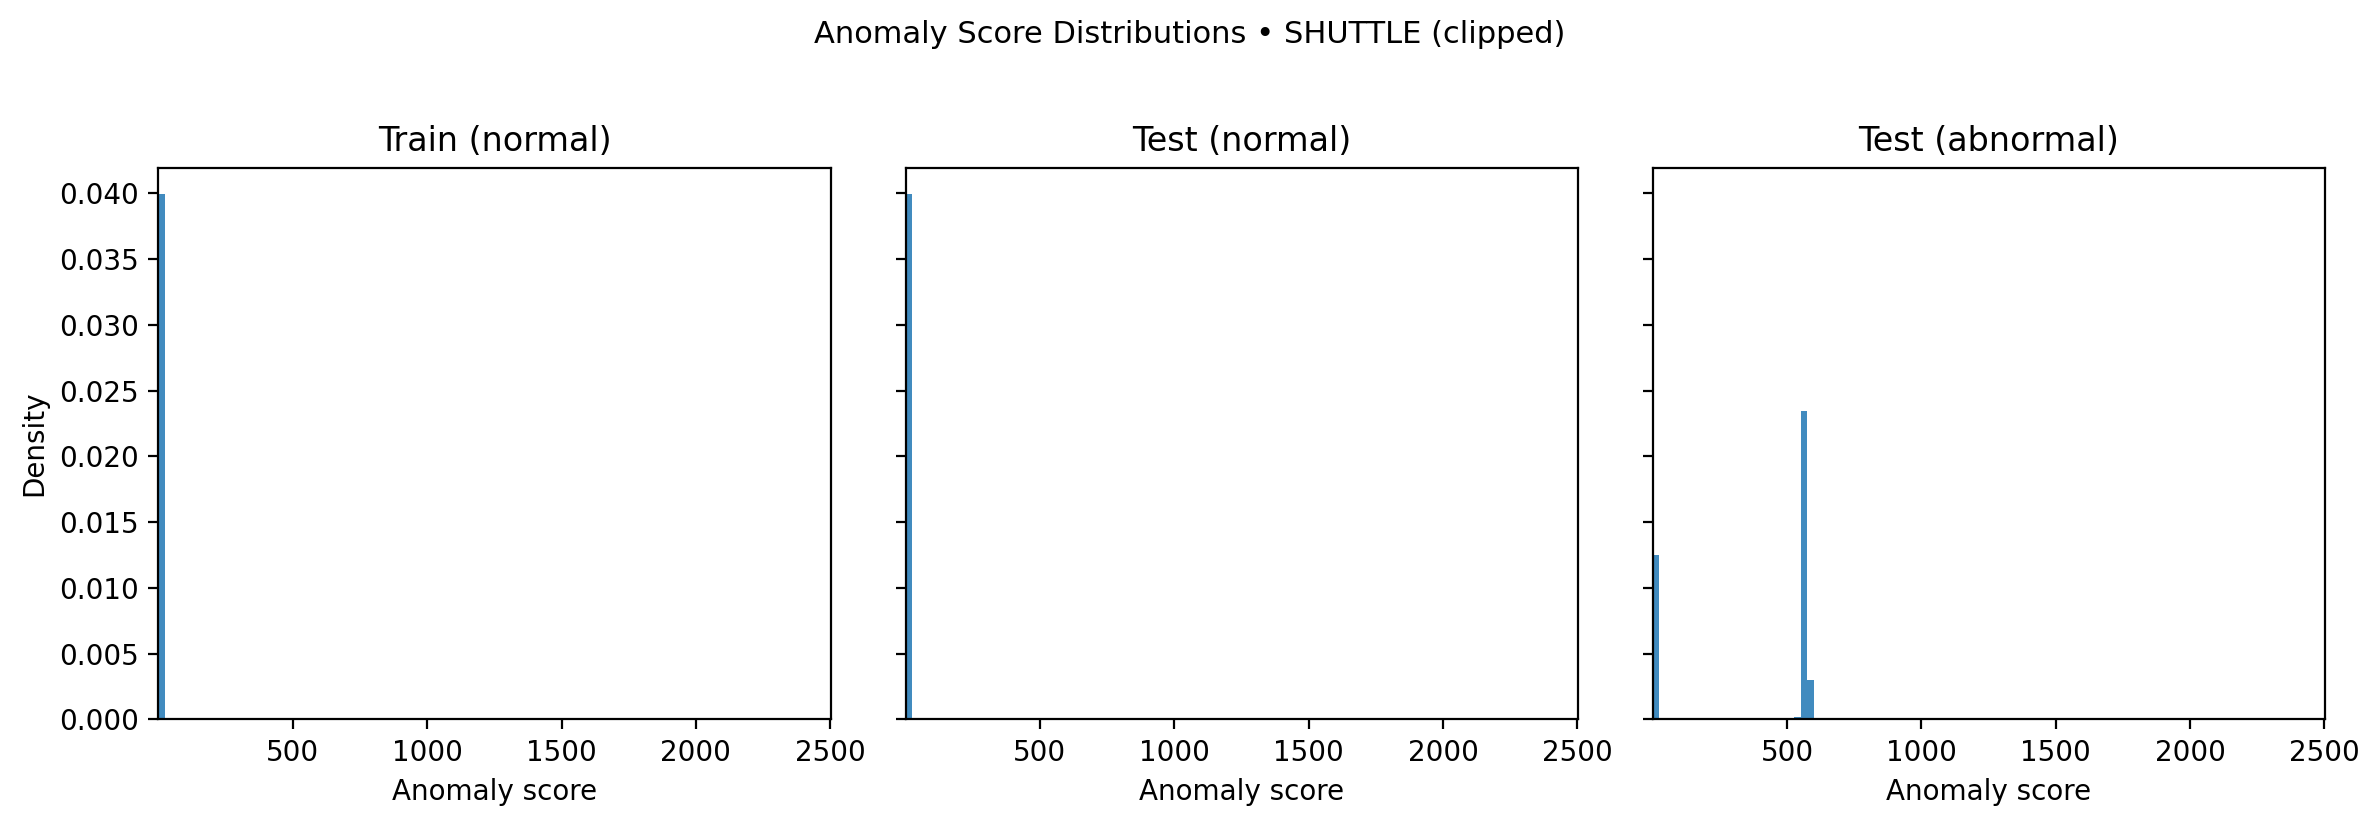 Anomaly Score Distributions • SHUTTLE (clipped)
Train (normal)
Test (normal)
Test (abnormal)
Density
0.040
0.035
0.030
0.025
0.020
0.015
0.010
0.005
0.000
500 1000 1500 2000 2500
500 1000 1500 2000 2500
500 1000 1500 2000 2500
Anomaly score
Anomaly score
Anomaly score